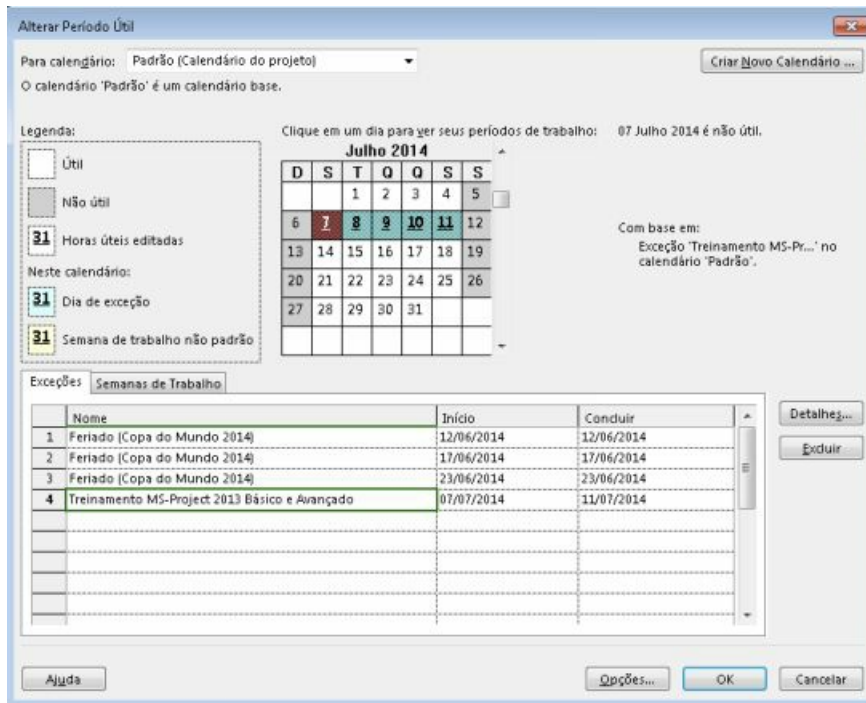 Alterar Período Útil
Para calendário: Padrão (Calendário do projeto)
Criar Novo Calendário ...
O calendário 'Padrão' é um calendário base.
Legenda:
Útil
Não útil
31 Horas úteis editadas
Neste calendário:
31 Dia de exceção
31 Semana de trabalho não padrão
Clique em um dia para ver seus períodos de trabalho:
Julho 2014
D S T Q Q S S
1 2 3 4 5
6 7 8 9 10 11 12
13 14 15 16 17 18 19
20 21 22 23 24 25 26
27 28 29 30 31
07 Julho 2014 é não útil.
Com base em:
Exceção 'Treinamento MS-Pr...' no
calendário 'Padrão'.
Exceções Semanas de Trabalho
Nome Início Concluir
1 Feriado (Copa do Mundo 2014) 12/06/2014 12/06/2014
2 Feriado (Copa do Mundo 2014) 17/06/2014 17/06/2014
3 Feriado (Copa do Mundo 2014) 23/06/2014 23/06/2014
4 Treinamento MS-Project 2013 Básico e Avançado 07/07/2014 11/07/2014
Detalhes...
Excluir
Ajuda Opções... OK Cancelar